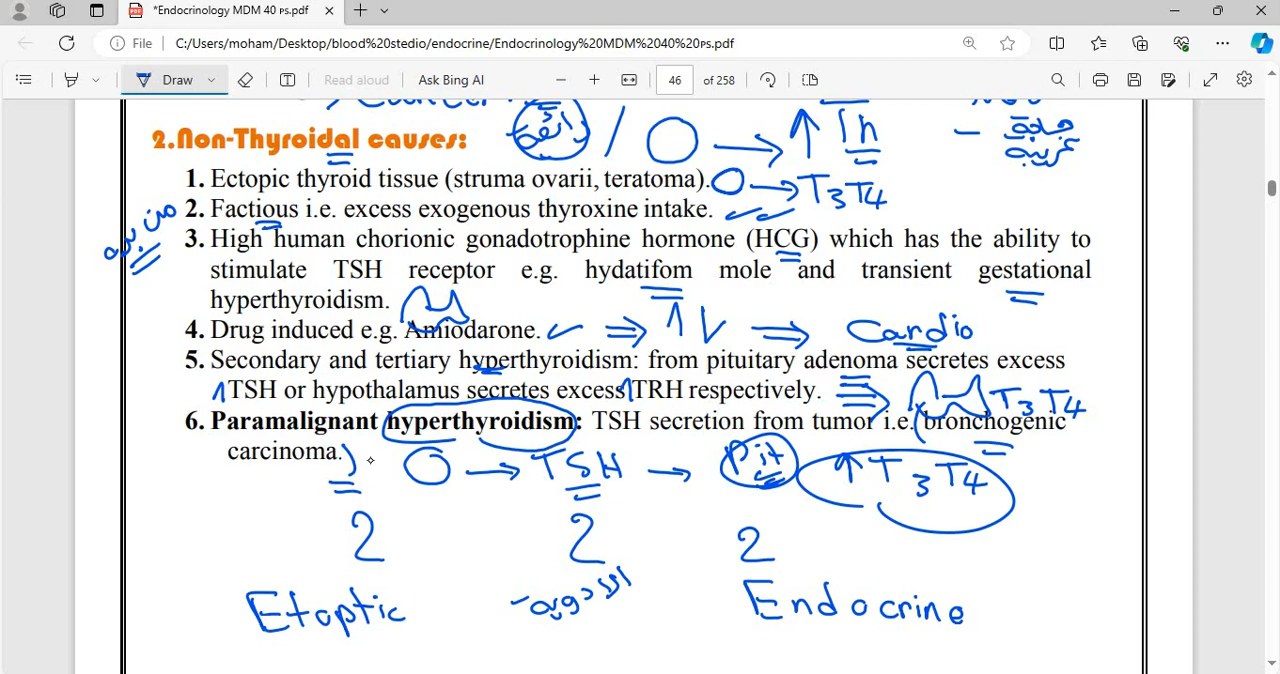 *Endocrinology MDM 40 PS.pdf
File C:/Users/moham/Desktop/blood%20stedio/endocrine/Endocrinology%20MDM%2040%20PS.pdf
Draw Read aloud Ask Bing AI 46 of 258
2.Non-Thyroidal causes: / → ↑
1. Ectopic thyroid tissue (struma ovarii, teratoma). → T3T4
2. Factious i.e. excess exogenous thyroxine intake.
3. High human chorionic gonadotrophine hormone (HCG) which has the ability to
stimulate TSH receptor e.g. hydatifom mole and transient gestational
hyperthyroidism.
4. Drug induced e.g. Amiodarone. ⇒ ⇒ Cardio
5. Secondary and tertiary hyperthyroidism: from pituitary adenoma secretes excess
TSH or hypothalamus secretes excess TRH respectively. T3 T4
6. Paramalignant hyperthyroidism: TSH secretion from tumor i.e. bronchogenic
carcinoma.
→ TSH → Pit ↑ T3 T4
2 2 2
Etoptic Endocrine